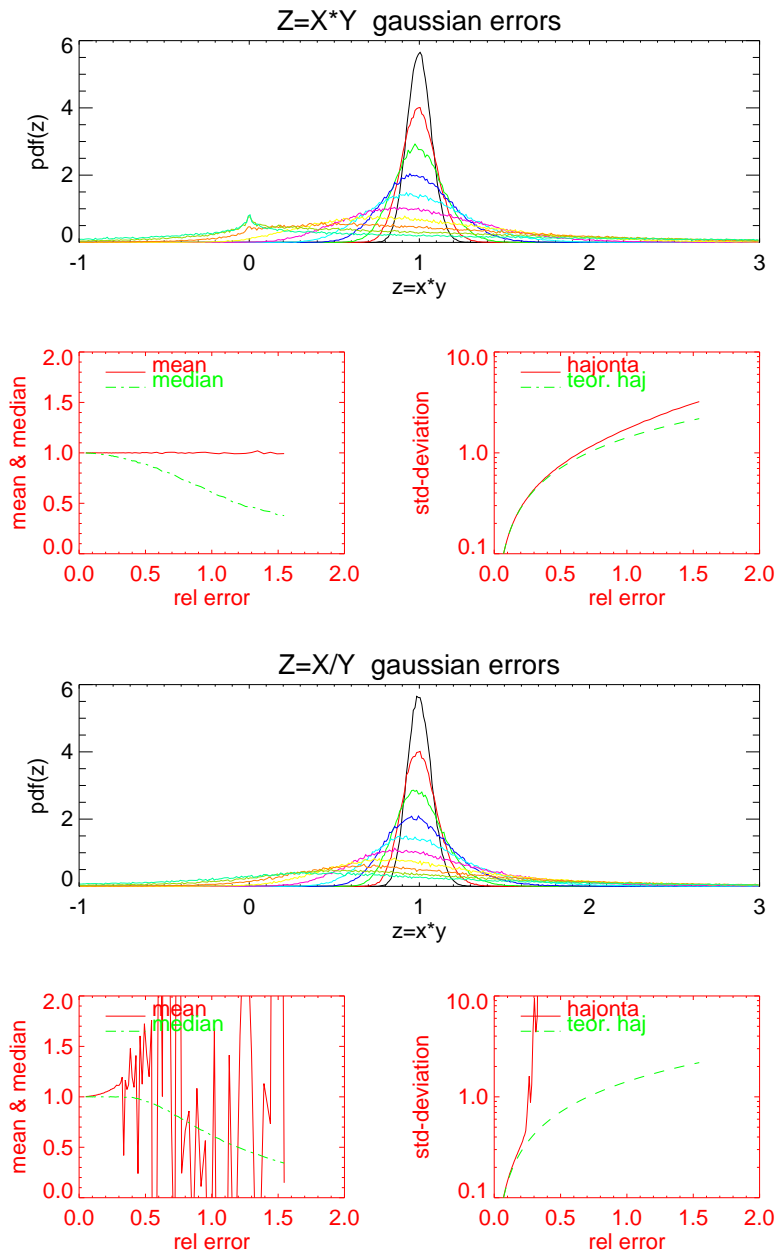 Z=X*Y gaussian errors
6
4
2
0
pdf(z)
-1 0 1 2 3
z=x*y
2.0
1.5
1.0
0.5
0.0
mean & median
mean
median
0.0 0.5 1.0 1.5 2.0
rel error
10.0
1.0
0.1
std-deviation
hajonta
teor. haj
0.0 0.5 1.0 1.5 2.0
rel error
Z=X/Y gaussian errors
6
4
2
0
pdf(z)
-1 0 1 2 3
z=x*y
2.0
1.5
1.0
0.5
0.0
mean & median
mean
median
0.0 0.5 1.0 1.5 2.0
rel error
10.0
1.0
0.1
std-deviation
hajonta
teor. haj
0.0 0.5 1.0 1.5 2.0
rel error